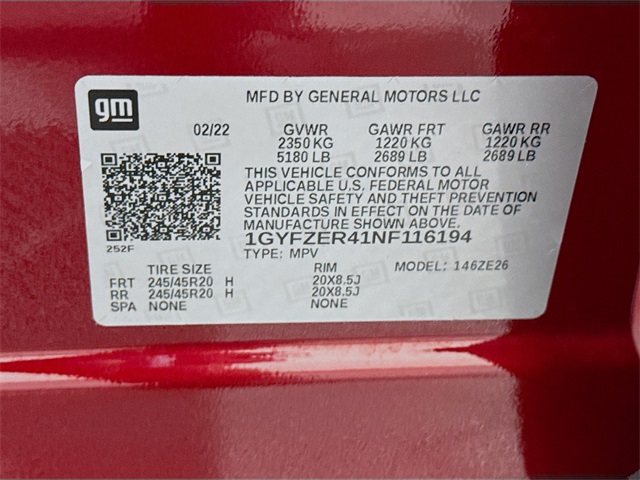 gm
MFD BY GENERAL MOTORS LLC
02/22 GVWR GAWR FRT GAWR RR
2350 KG 1220 KG 1220 KG
5180 LB 2689 LB 2689 LB
THIS VEHICLE CONFORMS TO ALL
APPLICABLE U.S. FEDERAL MOTOR
VEHICLE SAFETY AND THEFT PREVENTION
STANDARDS IN EFFECT ON THE DATE OF
MANUFACTURE SHOWN ABOVE.
252F
1GYFZER41NF116194
TYPE: MPV
TIRE SIZE RIM MODEL: 146ZE26
FRT 245/45R20 H 20X8.5J
RR 245/45R20 H 20X8.5J
SPA NONE NONE